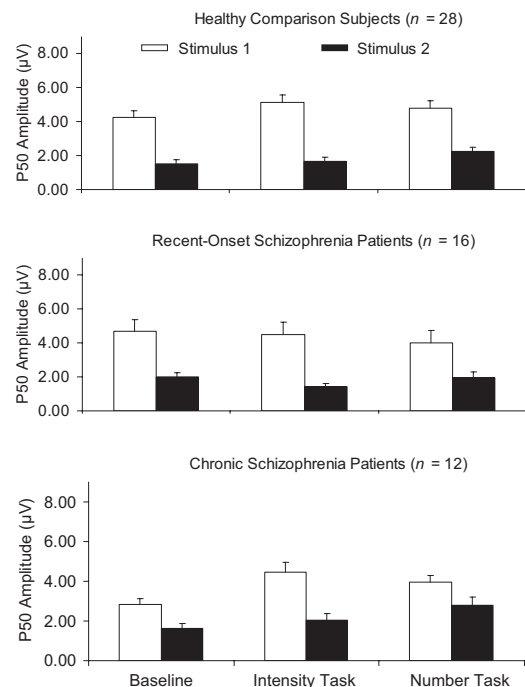 Healthy Comparison Subjects (n = 28)
Stimulus 1 Stimulus 2
P50 Amplitude (µV)
8.00
6.00
4.00
2.00
0.00
Recent-Onset Schizophrenia Patients (n = 16)
P50 Amplitude (µV)
8.00
6.00
4.00
2.00
0.00
Chronic Schizophrenia Patients (n = 12)
P50 Amplitude (µV)
8.00
6.00
4.00
2.00
0.00
Baseline Intensity Task Number Task